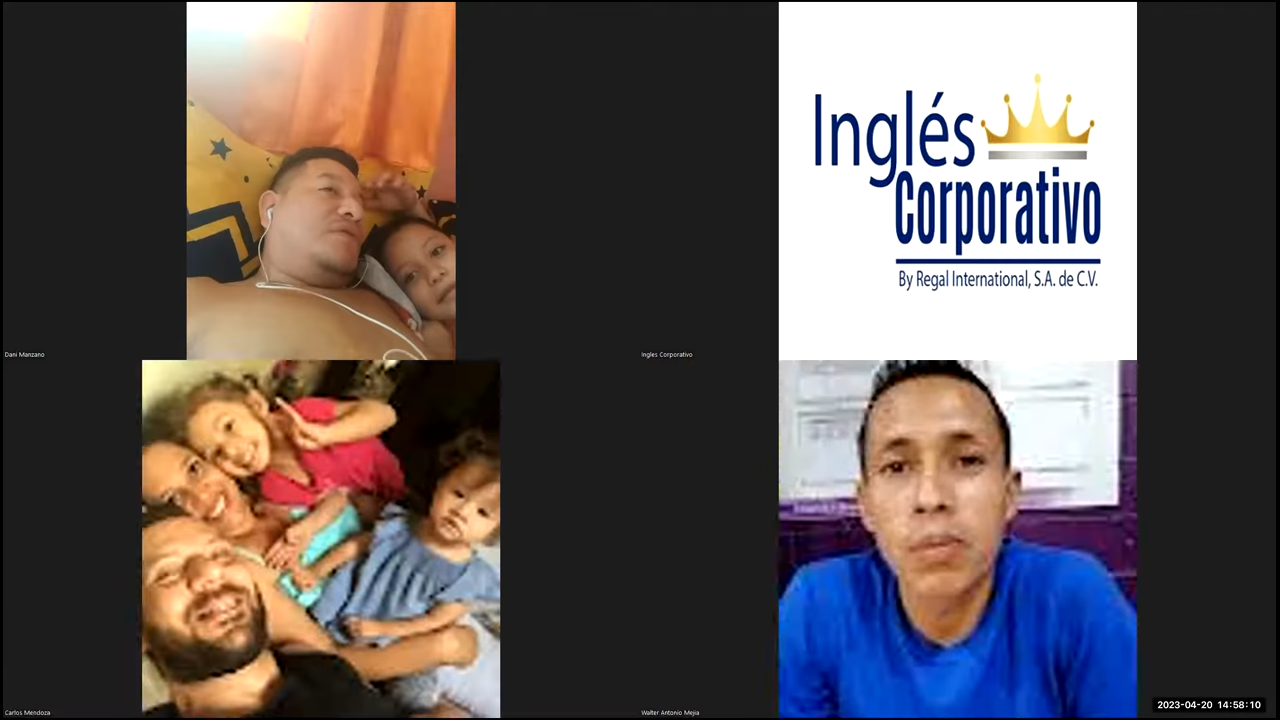 Inglés
Corporativo
By Regal International, S.A. de C.V.
Dani Manzano
Ingles Corporativo
Carlos Mendoza
Walter Antonio Mejia
2023-04-20 14:58:10